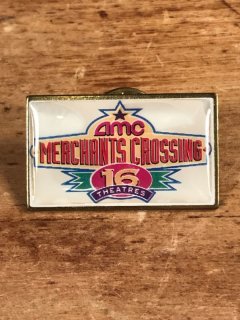 amc
MERCHANTS CROSSING
16
THEATRES